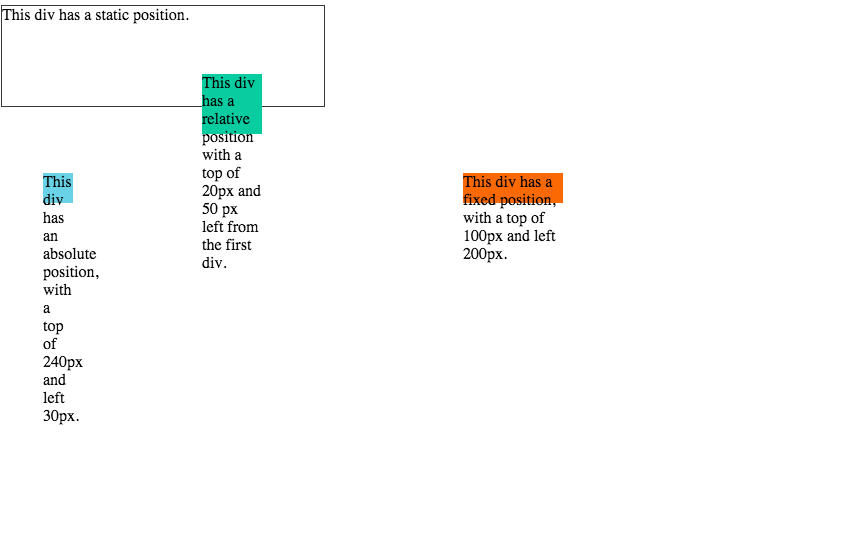 This div has a static position.
This div
has a
relative
position
with a
top of
20px and
50 px
left from
the first
div.
This
div
has
an
absolute
position,
with
a
top
of
240px
and
left
30px.
This div has a
fixed position,
with a top of
100px and left
200px.